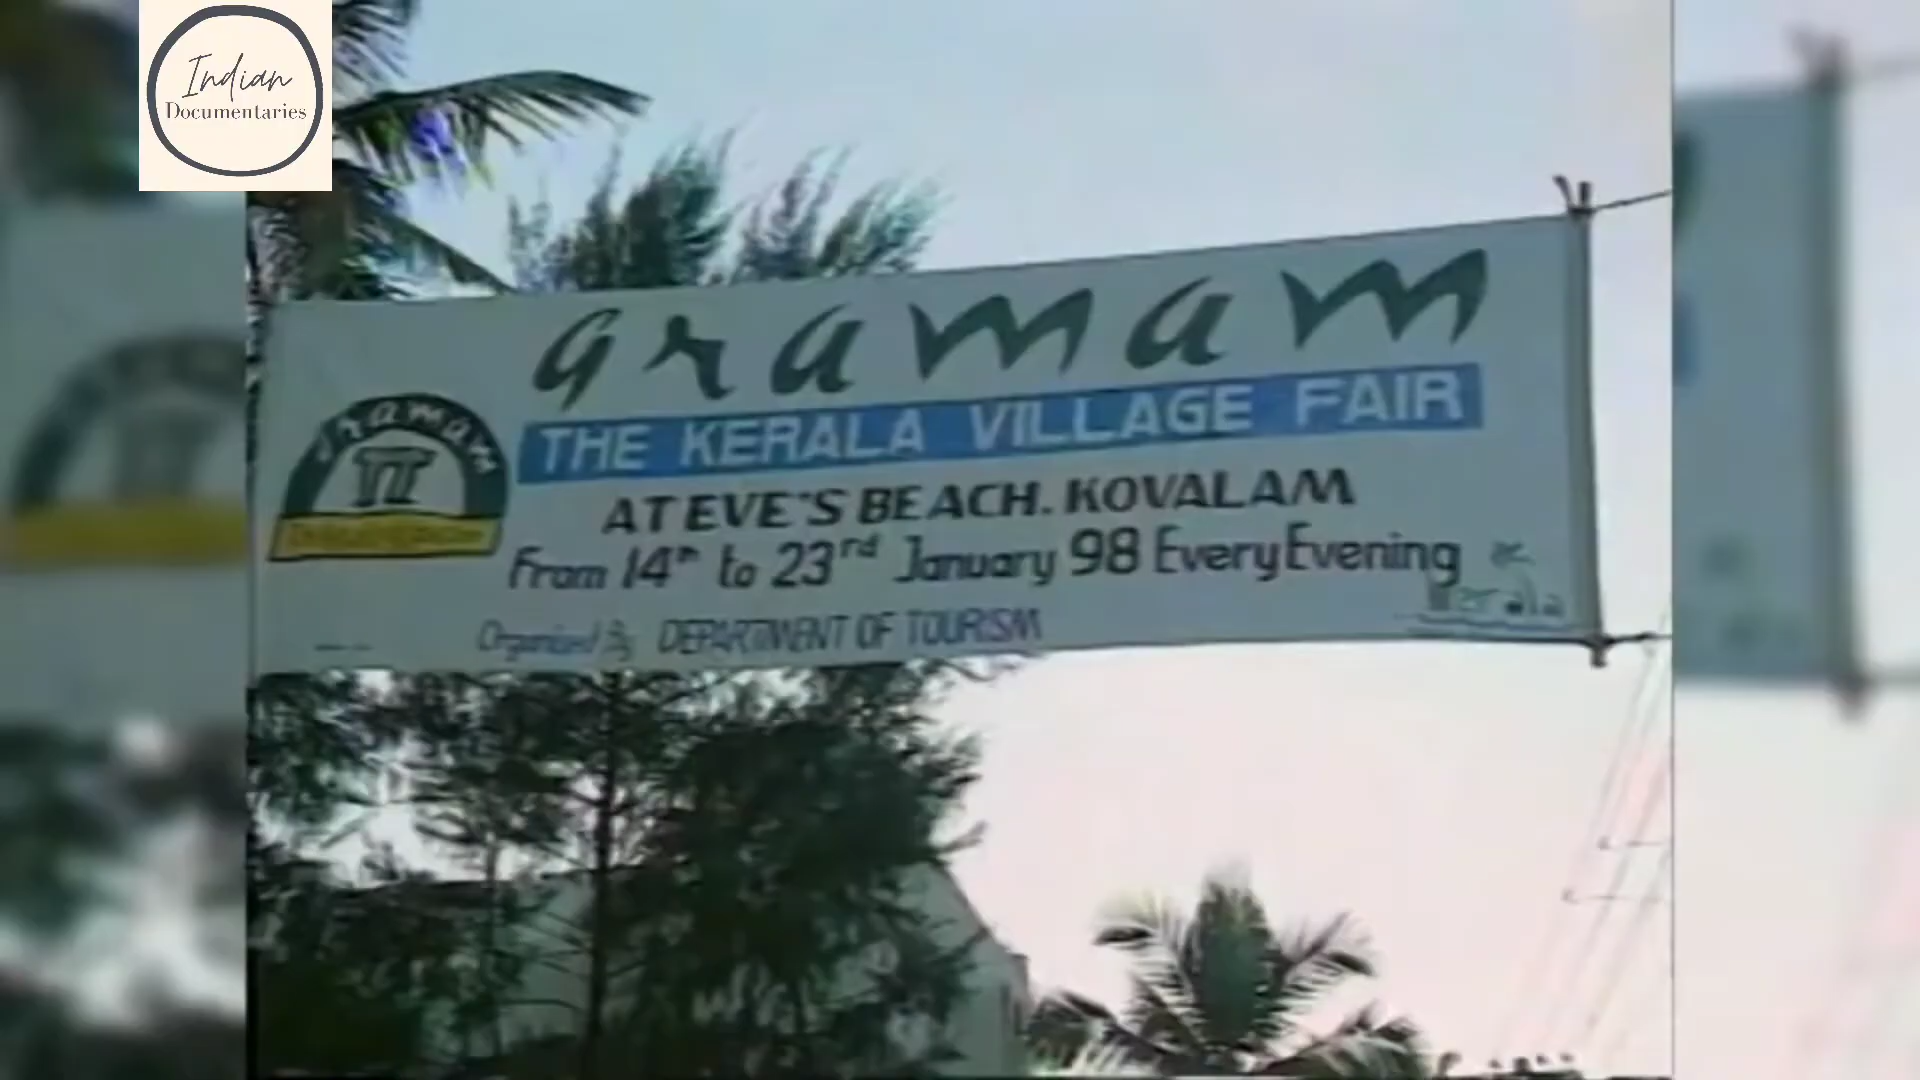 Indian
Documentaries
Gramam
THE KERALA VILLAGE FAIR
gramam
AT EVE'S BEACH. KOVALAM
From 14th to 23rd January 98 Every Evening
Kerala
Organised By DEPARTMENT OF TOURISM